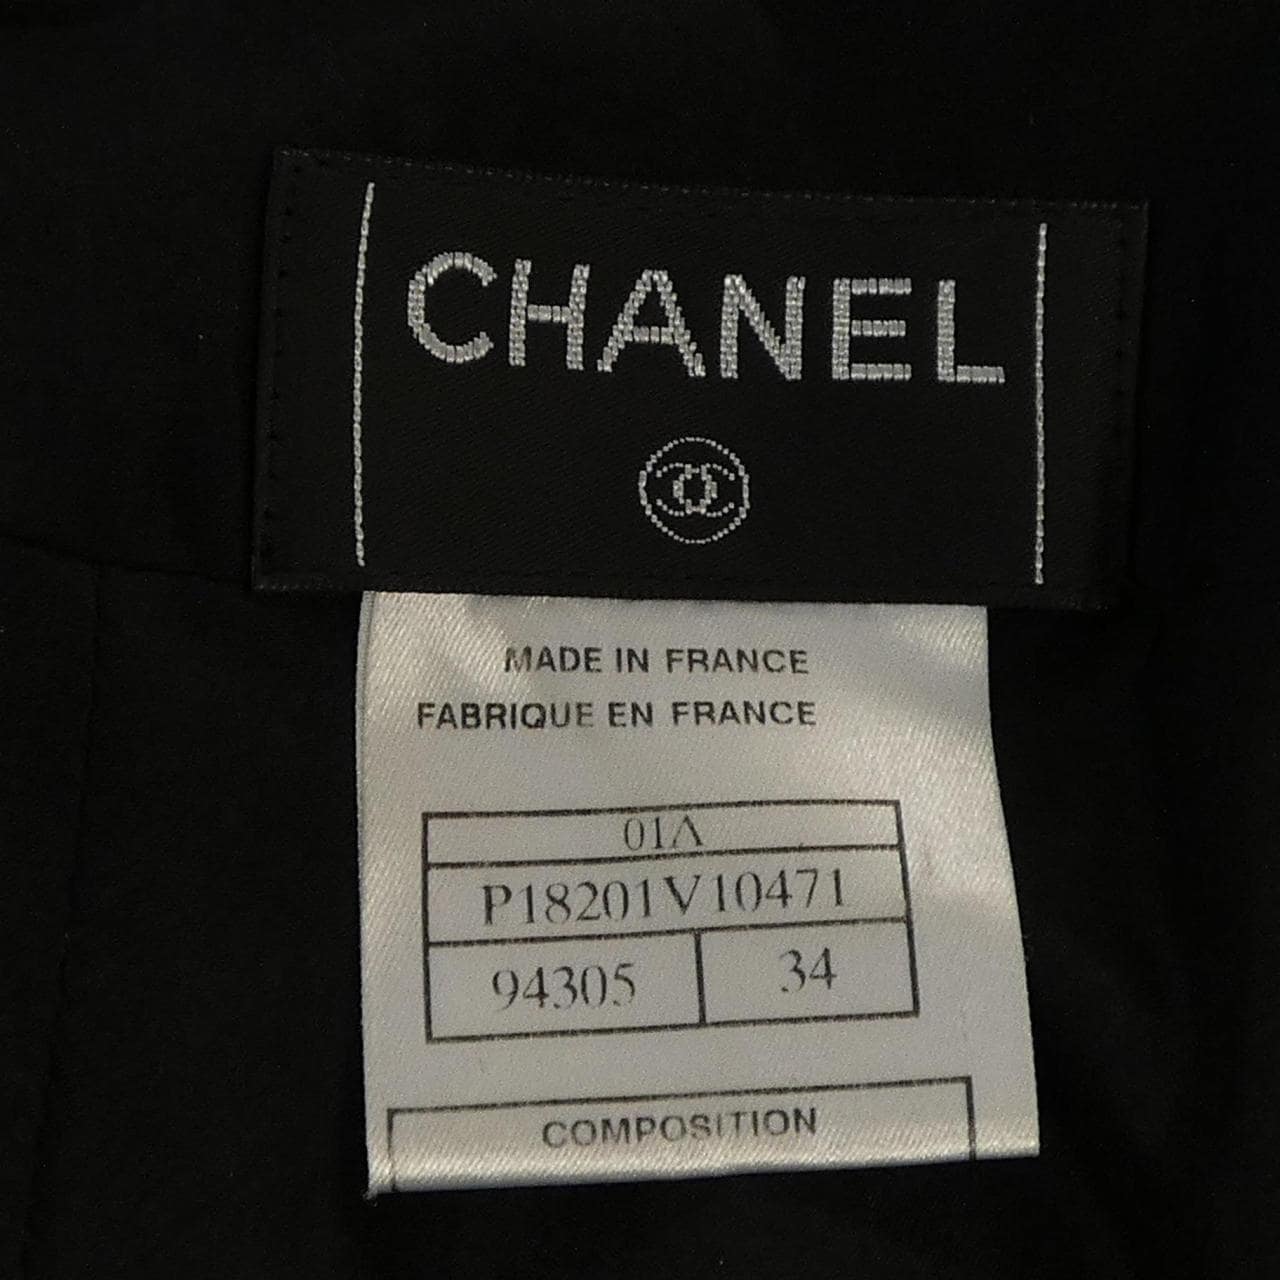 CHANEL
MADE IN FRANCE
FABRIQUE EN FRANCE
01A
P18201V10471
94305 34
COMPOSITION